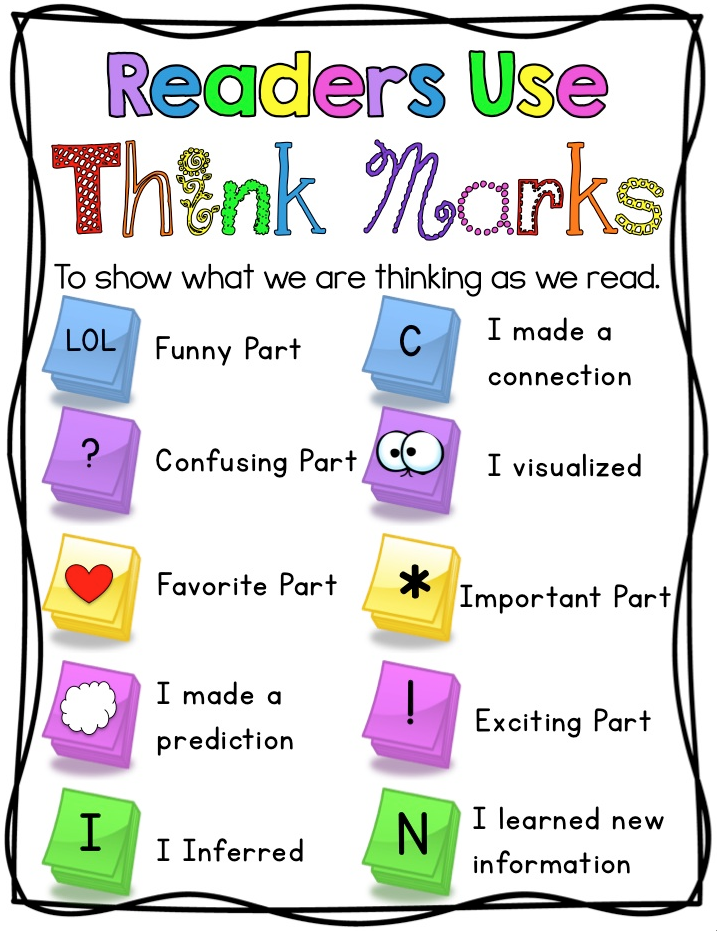 Readers Use
Think Marks
To show what we are thinking as we read.
LOL Funny Part
C I made a
connection
? Confusing Part
I visualized
Favorite Part
* Important Part
I made a
prediction
! Exciting Part
I I Inferred
N I learned new
information